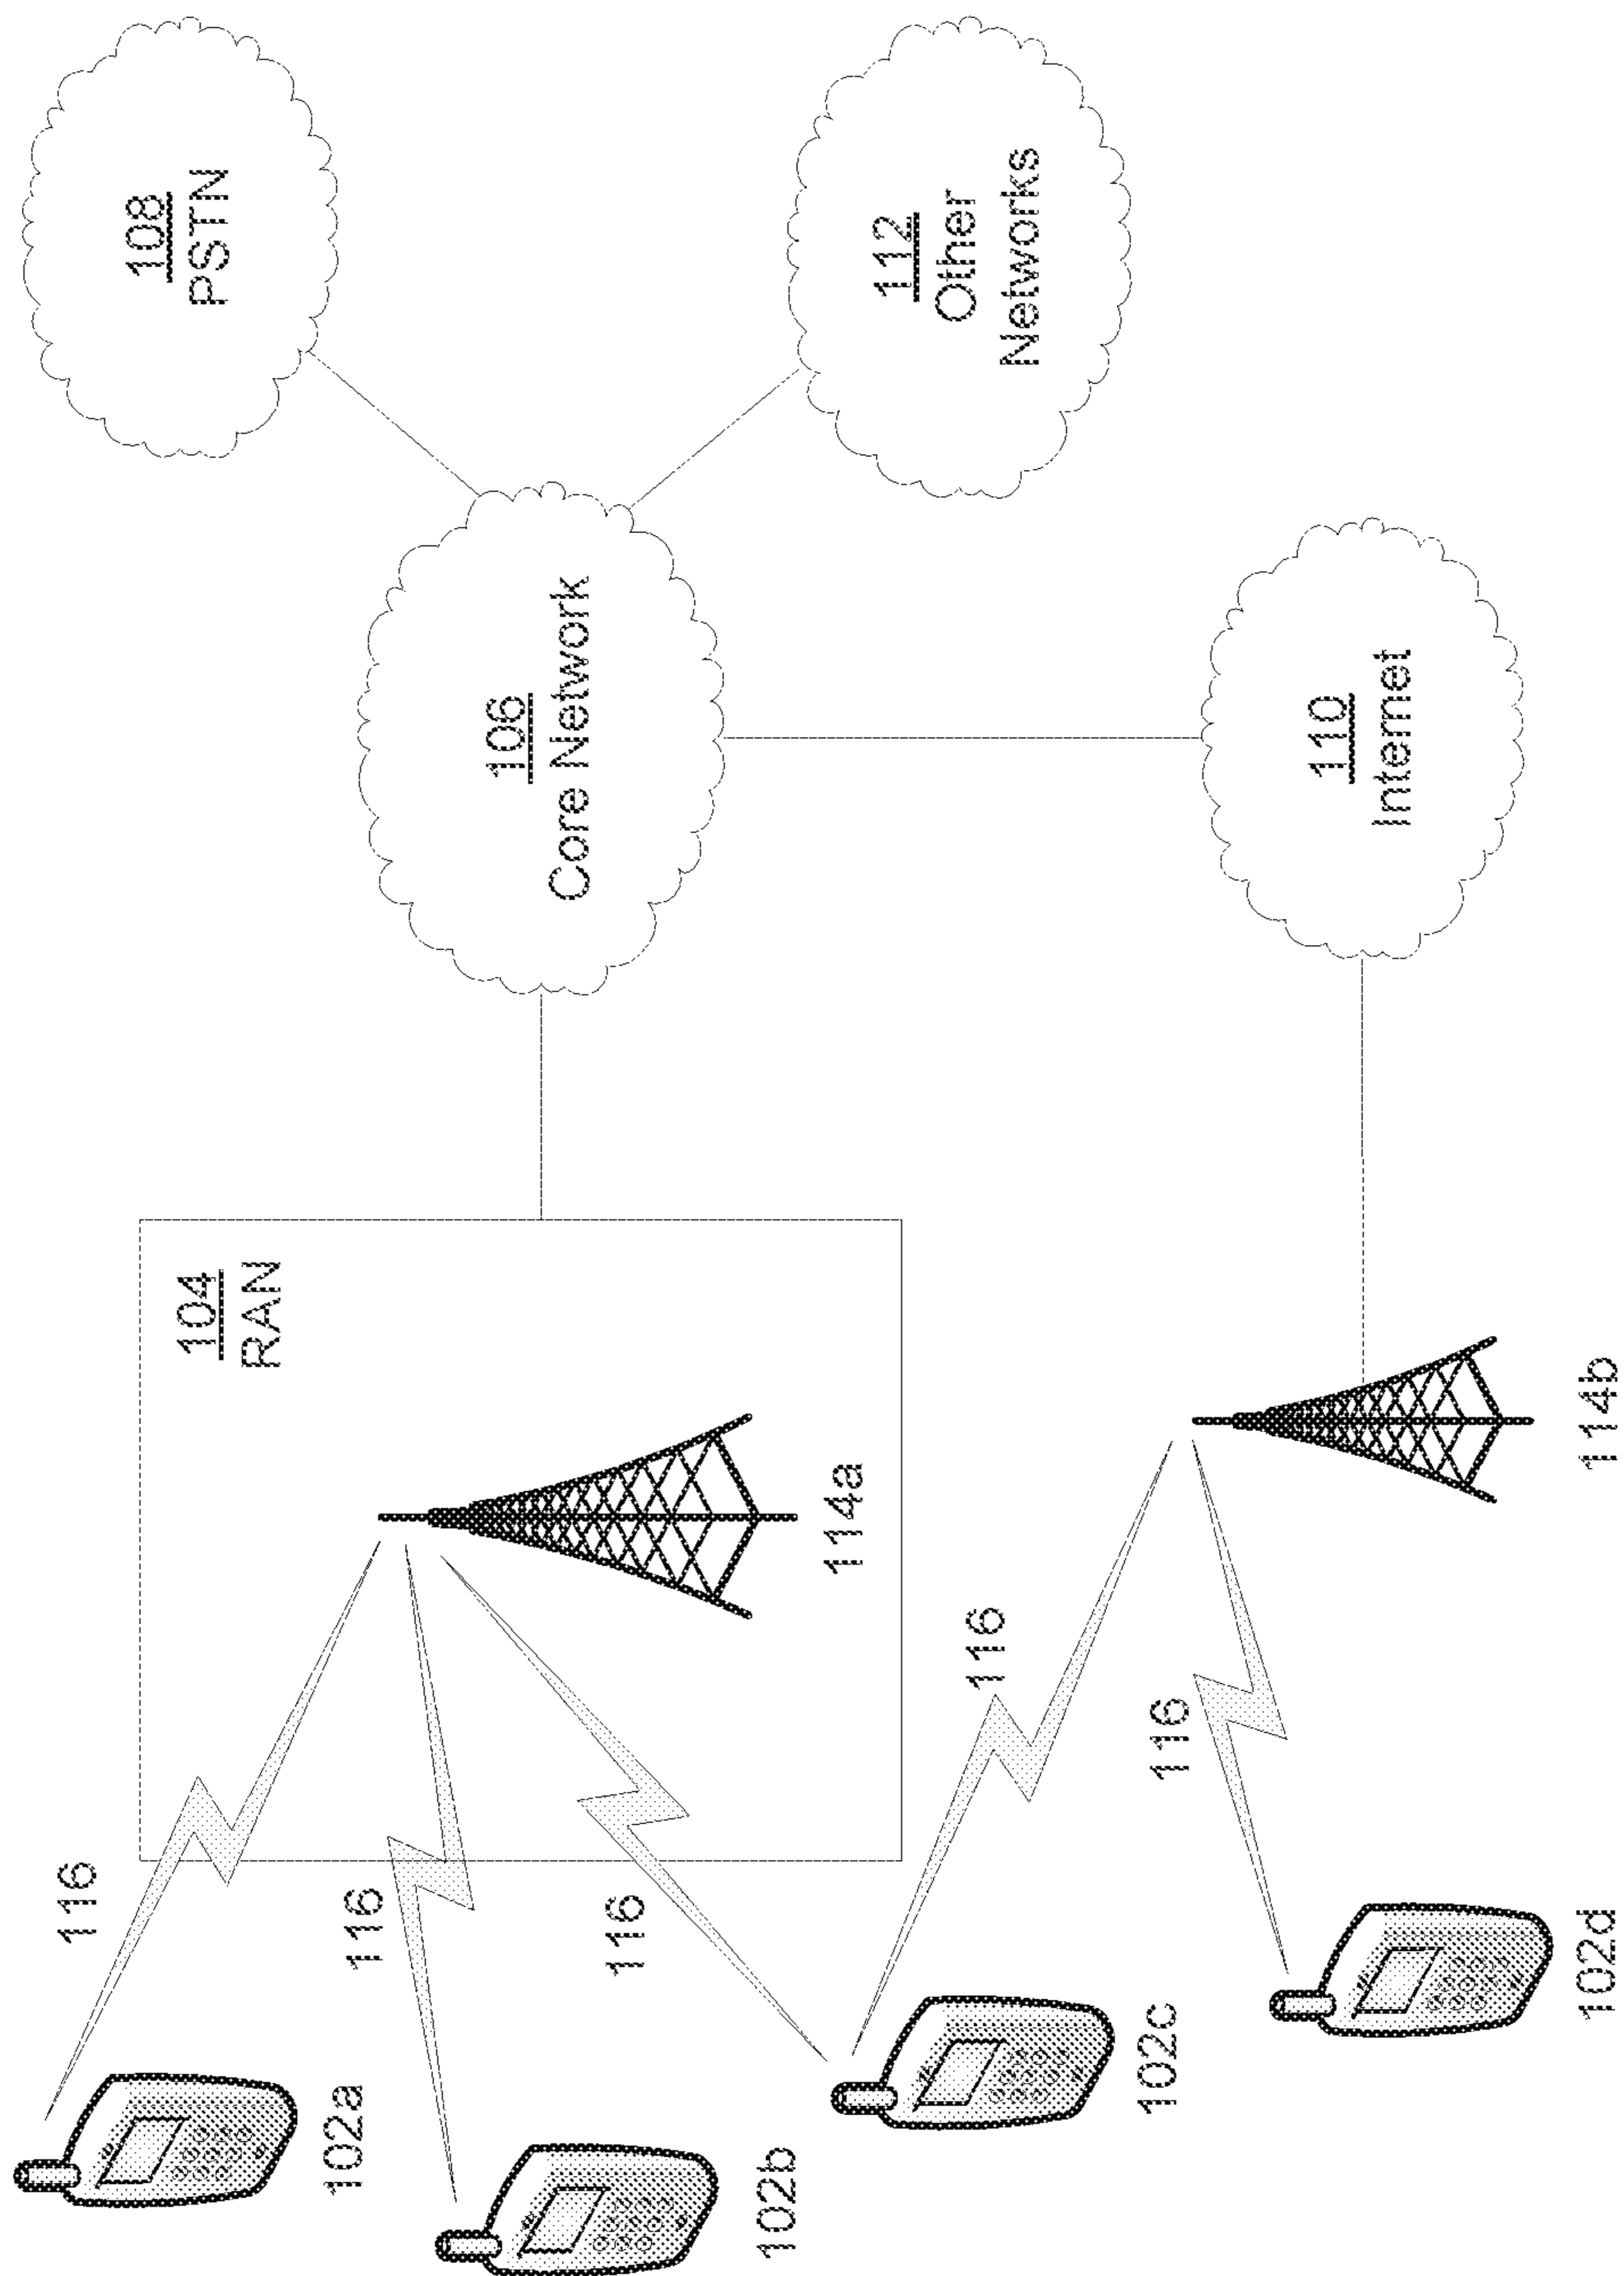 102a
116
102b
116
116
102c
116
116
102d
104
RAN
114a
114b
106
Core Network
110
Internet
108
PSTN
112
Other
Networks